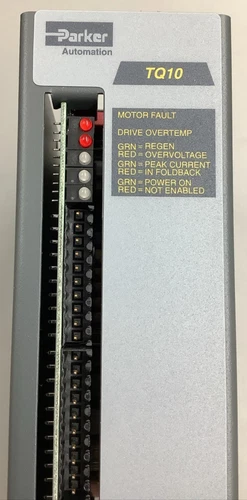 Parker
Automation
TQ10
MOTOR FAULT
DRIVE OVERTEMP
GRN = REGEN
RED = OVERVOLTAGE
GRN = PEAK CURRENT
RED = IN FOLDBACK
GRN = POWER ON
RED = NOT ENABLED